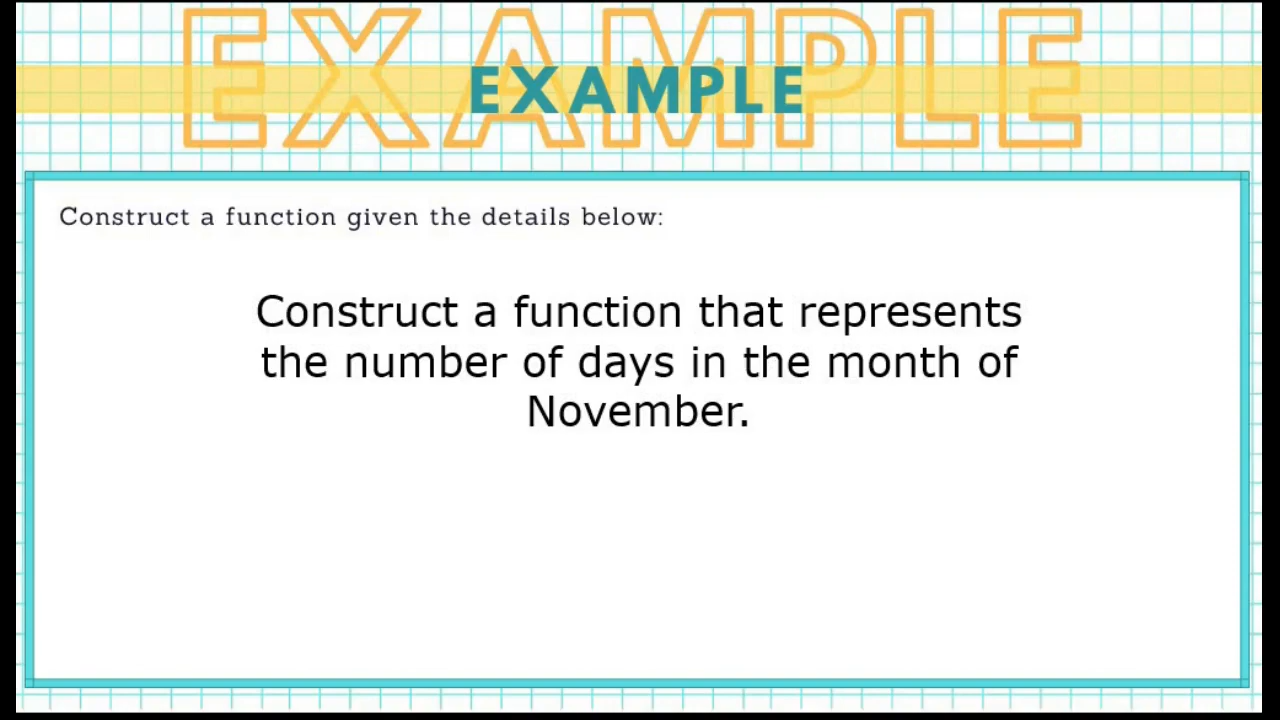 EXAMPLE
EXAMPLE
Construct a function given the details below:
Construct a function that represents
the number of days in the month of
November.